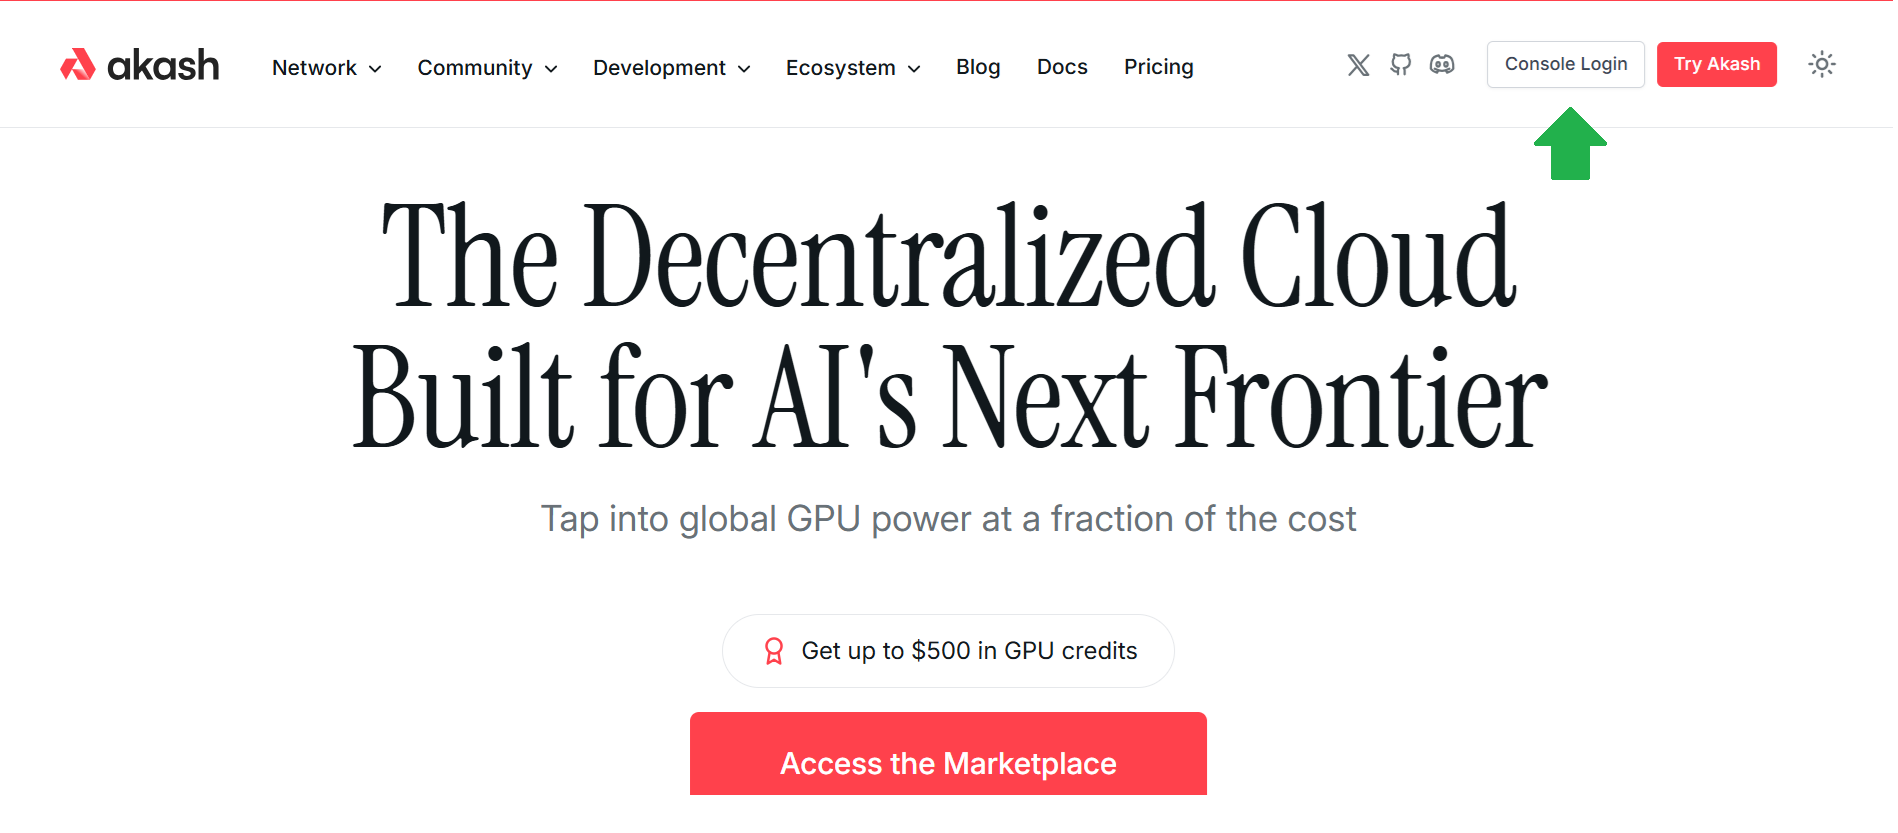 akash
Network
Community
Development
Ecosystem
Blog
Docs
Pricing
Console Login
Try Akash
The Decentralized Cloud
Built for AI's Next Frontier
Tap into global GPU power at a fraction of the cost
Get up to $500 in GPU credits
Access the Marketplace